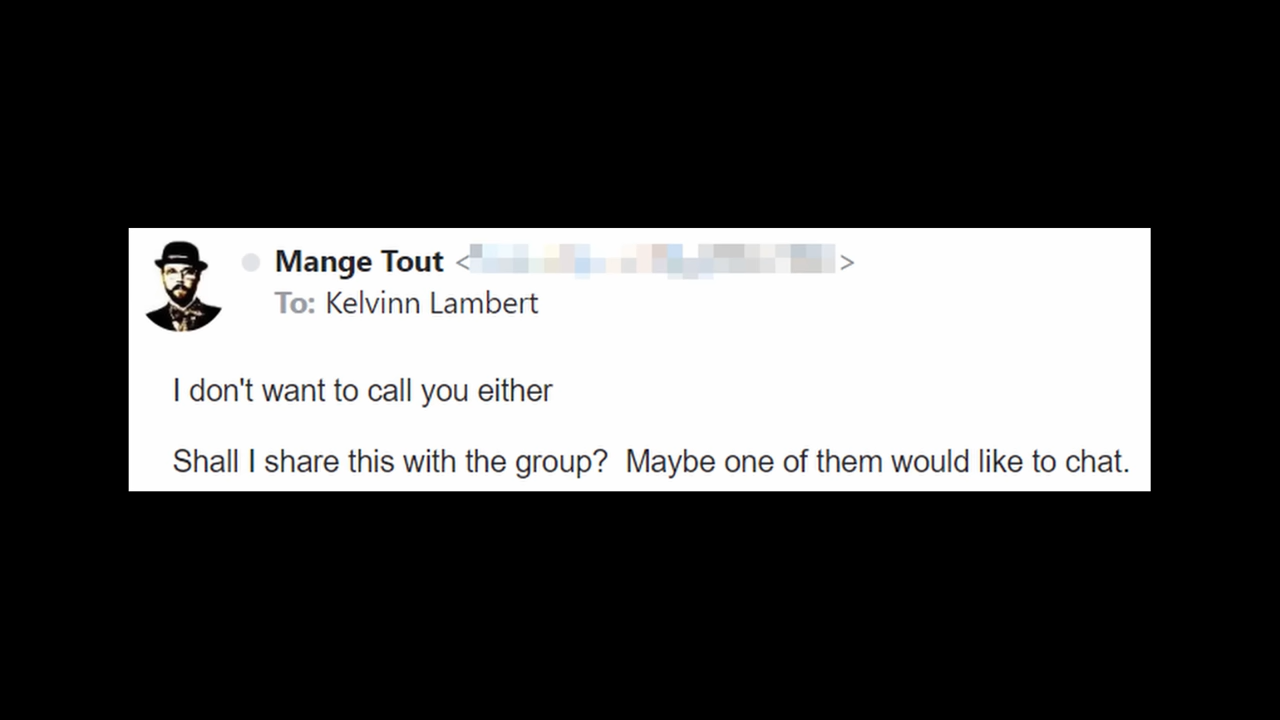 Mange Tout < >
To: Kelvinn Lambert
I don't want to call you either
Shall I share this with the group?  Maybe one of them would like to chat.